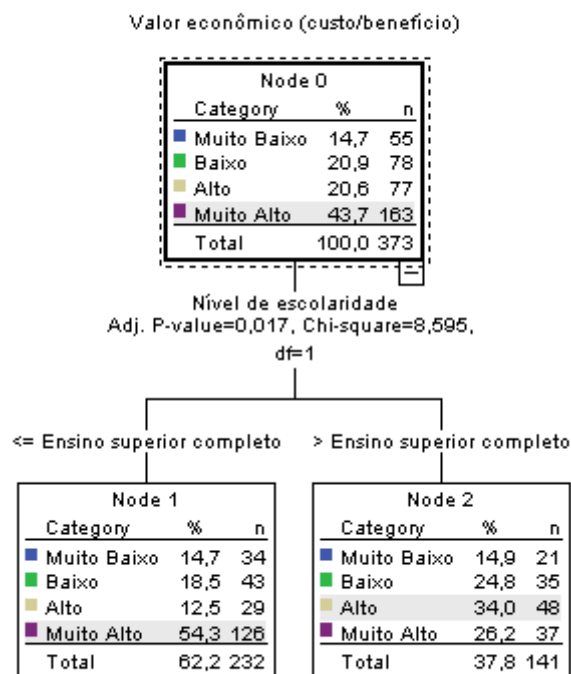 Valor econômico (custo/benefício)
Node 0
Category % n
Muito Baixo 14,7 55
Baixo 20,9 78
Alto 20,6 77
Muito Alto 43,7 163
Total 100,0 373
Nível de escolaridade
Adj. P-value=0,017, Chi-square=8,595,
df=1
<= Ensino superior completo > Ensino superior completo
Node 1
Category % n
Muito Baixo 14,7 34
Baixo 18,5 43
Alto 12,5 29
Muito Alto 54,3 126
Total 62,2 232
Node 2
Category % n
Muito Baixo 14,9 21
Baixo 24,8 35
Alto 34,0 48
Muito Alto 26,2 37
Total 37,8 141